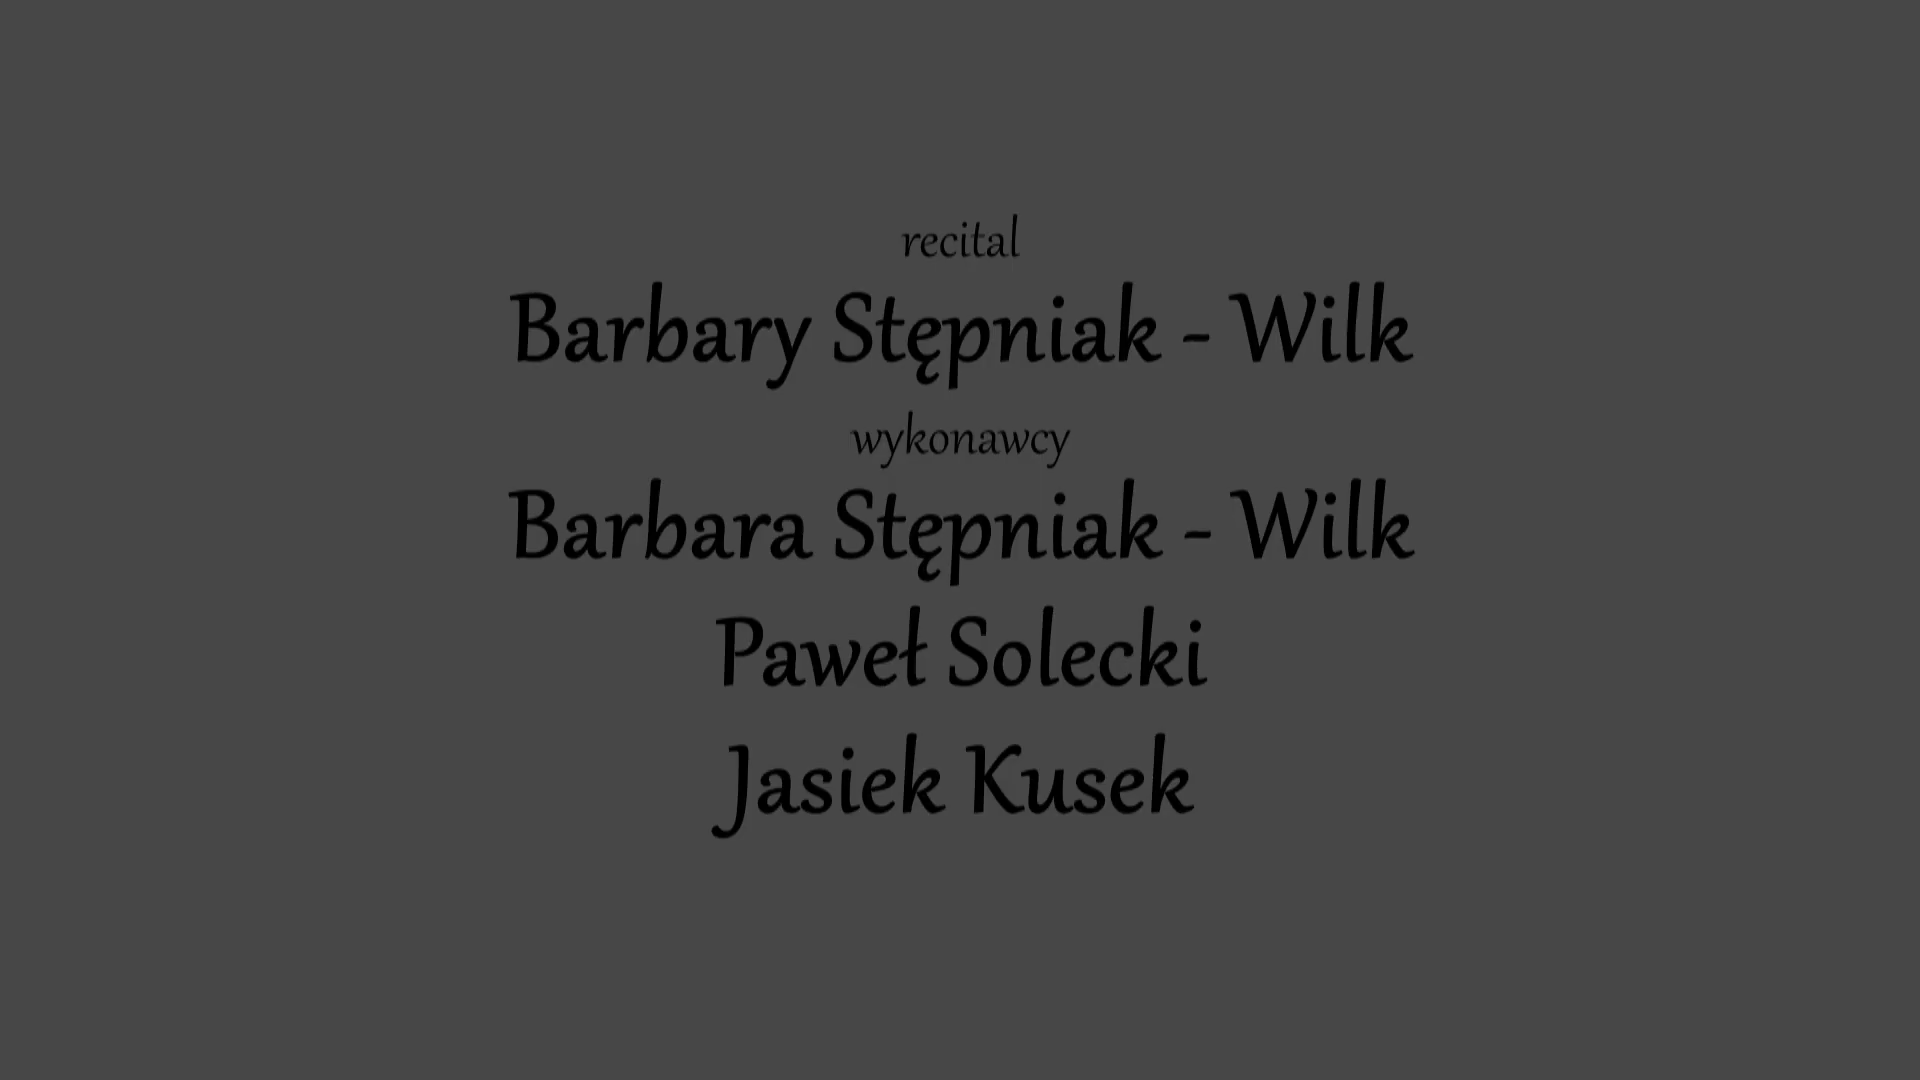 recital
Barbary Stępniak - Wilk
wykonawcy
Barbara Stępniak - Wilk
Paweł Solecki
Jasiek Kusek